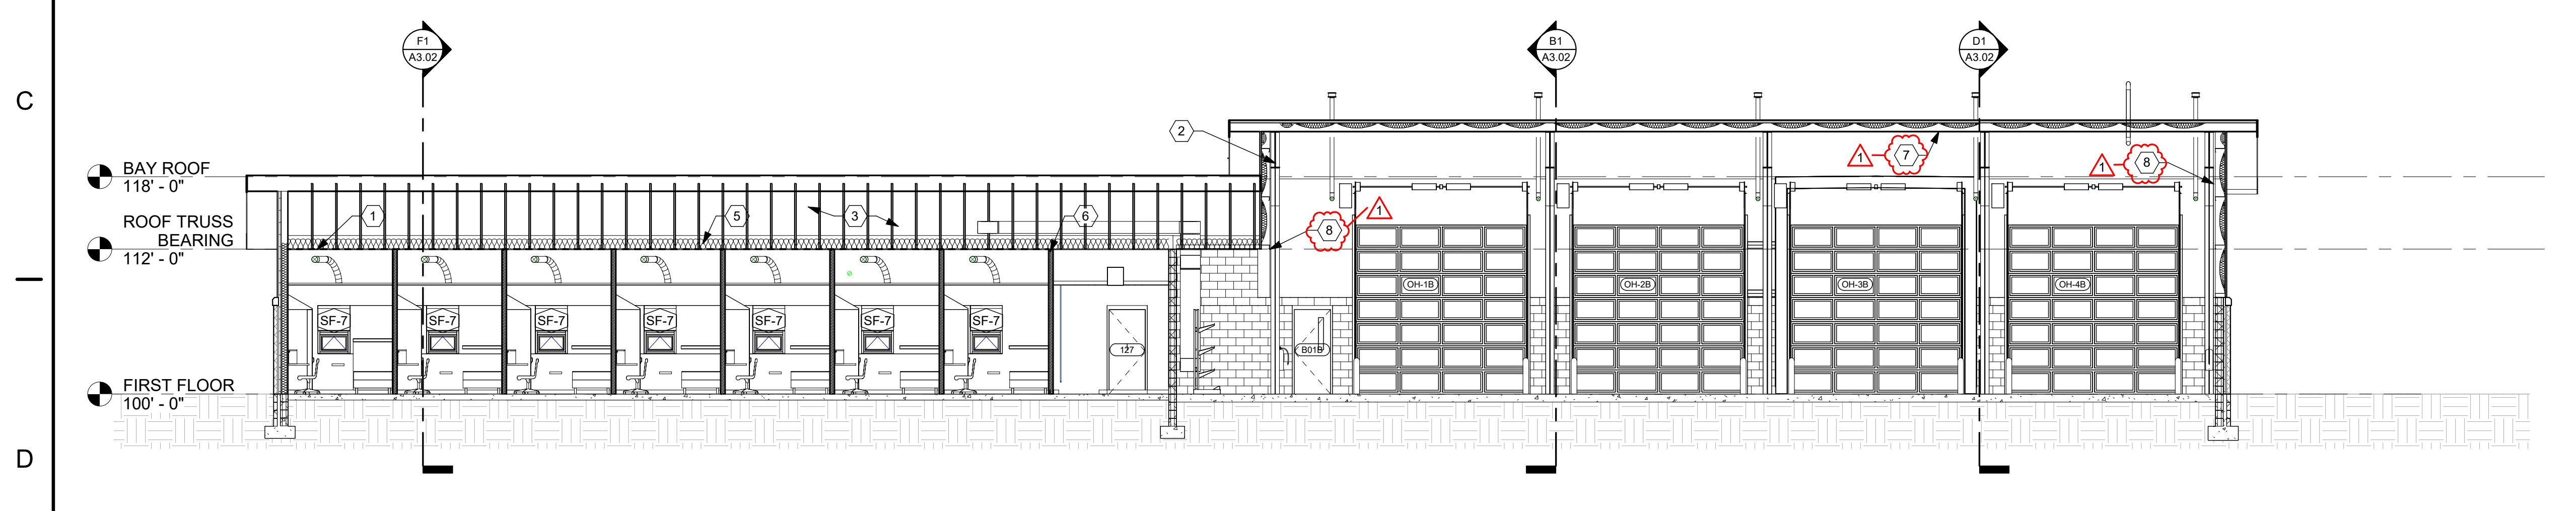 F1
A3.02
B1
A3.02
D1
A3.02
C
2
1
7
1
8
BAY ROOF
118' - 0"
ROOF TRUSS
BEARING
112' - 0"
1
5
3
6
8
1
OH-1B
OH-2B
OH-3B
OH-4B
SF-7
SF-7
SF-7
SF-7
SF-7
SF-7
SF-7
127
B01B
FIRST FLOOR
100' - 0"
D